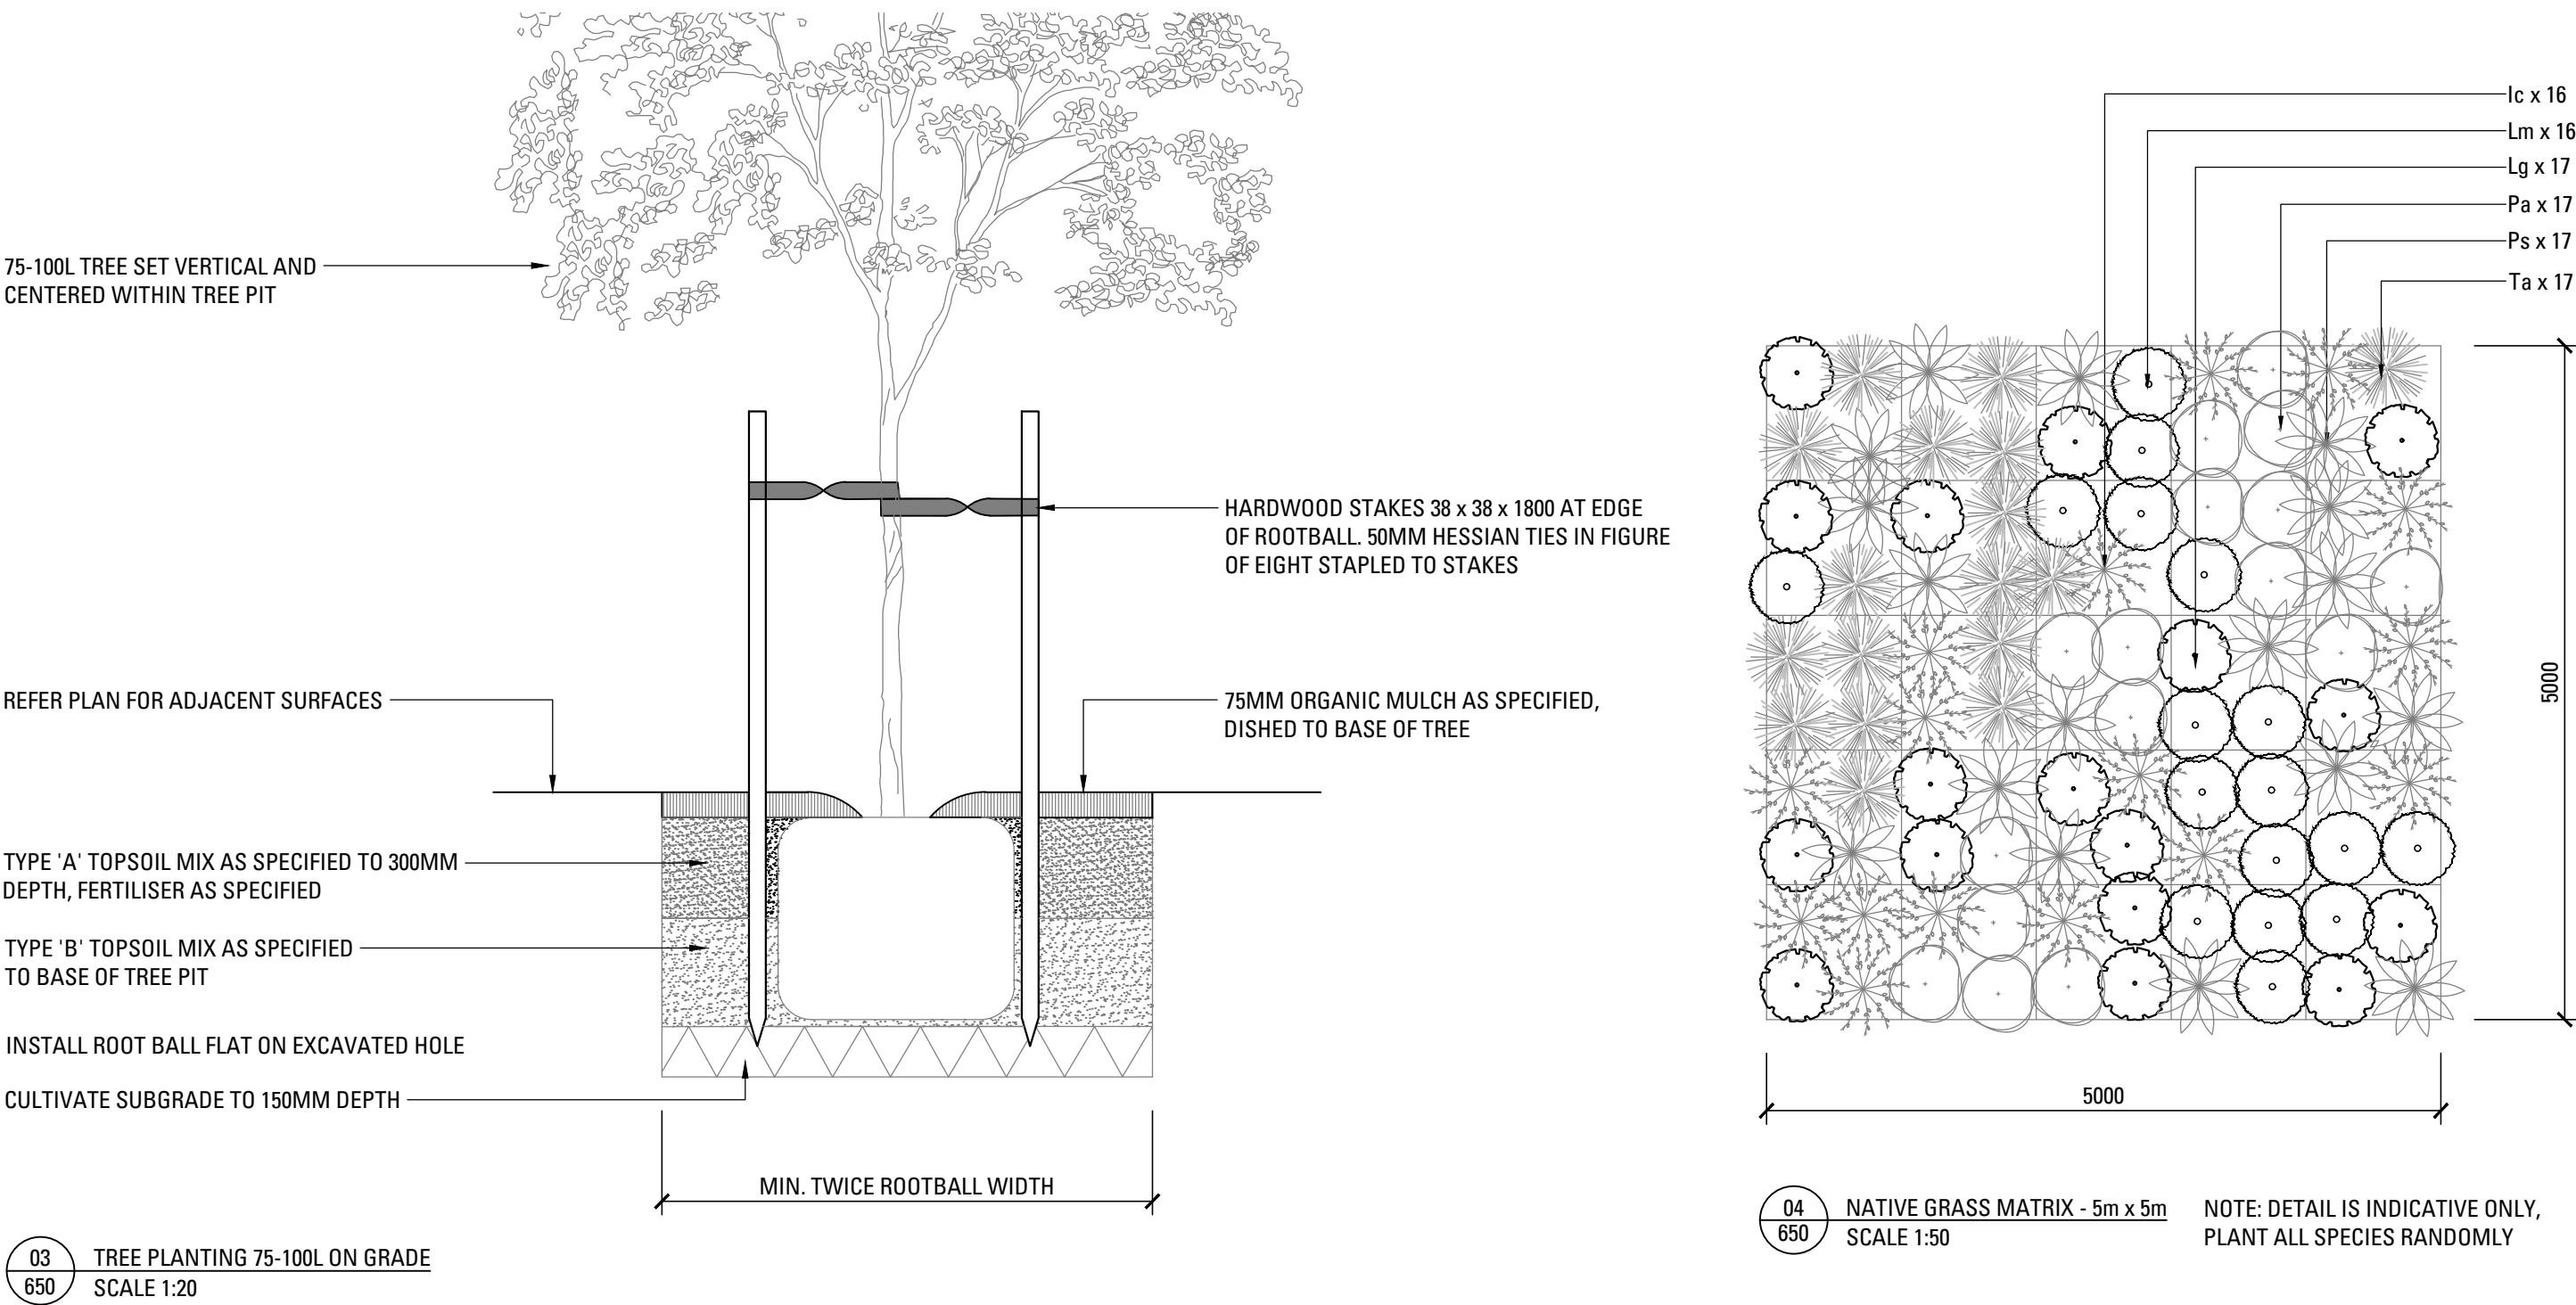 75-100L TREE SET VERTICAL AND
CENTERED WITHIN TREE PIT
HARDWOOD STAKES 38 x 38 x 1800 AT EDGE
OF ROOTBALL. 50MM HESSIAN TIES IN FIGURE
OF EIGHT STAPLED TO STAKES
REFER PLAN FOR ADJACENT SURFACES
75MM ORGANIC MULCH AS SPECIFIED,
DISHED TO BASE OF TREE
TYPE 'A' TOPSOIL MIX AS SPECIFIED TO 300MM
DEPTH, FERTILISER AS SPECIFIED
TYPE 'B' TOPSOIL MIX AS SPECIFIED
TO BASE OF TREE PIT
INSTALL ROOT BALL FLAT ON EXCAVATED HOLE
CULTIVATE SUBGRADE TO 150MM DEPTH
MIN. TWICE ROOTBALL WIDTH
03
650
TREE PLANTING 75-100L ON GRADE
SCALE 1:20
Ic x 16
Lm x 16
Lg x 17
Pa x 17
Ps x 17
Ta x 17
5000
5000
04
650
NATIVE GRASS MATRIX - 5m x 5m
SCALE 1:50
NOTE: DETAIL IS INDICATIVE ONLY,
PLANT ALL SPECIES RANDOMLY